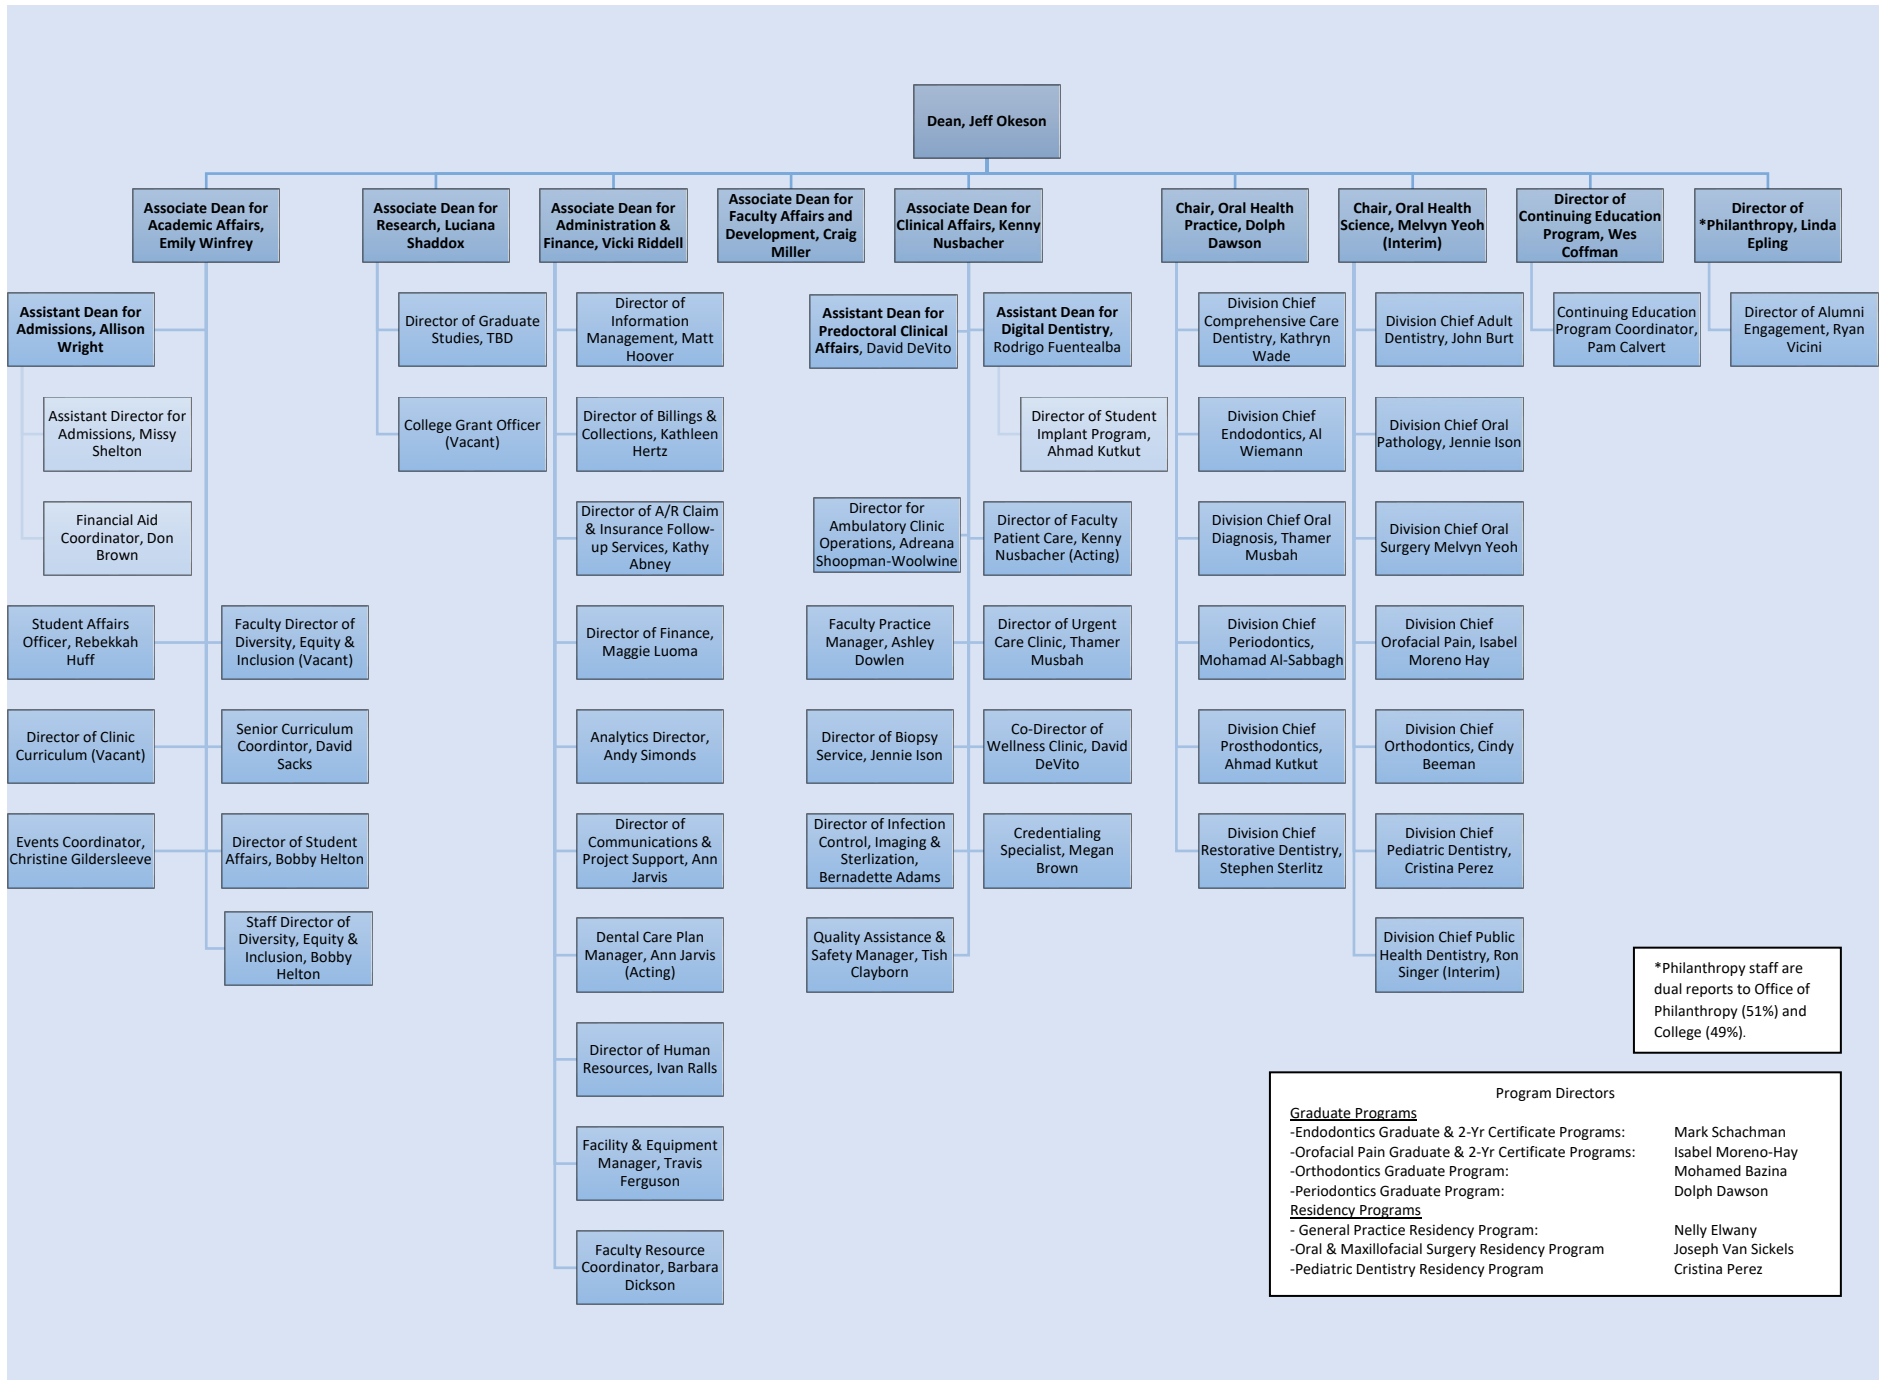 Dean, Jeff Okeson
Associate Dean for
Academic Affairs,
Emily Winfrey
Associate Dean for
Research, Luciana
Shaddox
Associate Dean for
Administration &
Finance, Vicki Riddell
Associate Dean for
Faculty Affairs and
Development, Craig
Miller
Associate Dean for
Clinical Affairs, Kenny
Nusbacher
Chair, Oral Health
Practice, Dolph
Dawson
Chair, Oral Health
Science, Melvyn Yeoh
(Interim)
Director of
Continuing Education
Program, Wes
Coffman
Director of
*Philanthropy, Linda
Epling
Assistant Dean for
Admissions, Allison
Wright
Assistant Director for
Admissions, Missy
Shelton
Financial Aid
Coordinator, Don
Brown
Student Affairs
Officer, Rebekkah
Huff
Faculty Director of
Diversity, Equity &
Inclusion (Vacant)
Director of Clinic
Curriculum (Vacant)
Senior Curriculum
Coordintor, David
Sacks
Events Coordinator,
Christine Gildersleeve
Director of Student
Affairs, Bobby Helton
Staff Director of
Diversity, Equity &
Inclusion, Bobby
Helton
Director of Graduate
Studies, TBD
College Grant Officer
(Vacant)
Director of
Information
Management, Matt
Hoover
Director of Billings &
Collections, Kathleen
Hertz
Director of A/R Claim
& Insurance Follow-
up Services, Kathy
Abney
Director of Finance,
Maggie Luoma
Analytics Director,
Andy Simonds
Director of
Communications &
Project Support, Ann
Jarvis
Dental Care Plan
Manager, Ann Jarvis
(Acting)
Director of Human
Resources, Ivan Ralls
Facility & Equipment
Manager, Travis
Ferguson
Faculty Resource
Coordinator, Barbara
Dickson
Assistant Dean for
Predoctoral Clinical
Affairs, David DeVito
Assistant Dean for
Digital Dentistry,
Rodrigo Fuentealba
Director of Student
Implant Program,
Ahmad Kutkut
Director for
Ambulatory Clinic
Operations, Adreana
Shoopman-Woolwine
Director of Faculty
Patient Care, Kenny
Nusbacher (Acting)
Faculty Practice
Manager, Ashley
Dowlen
Director of Urgent
Care Clinic, Thamer
Musbah
Director of Biopsy
Service, Jennie Ison
Co-Director of
Wellness Clinic, David
DeVito
Director of Infection
Control, Imaging &
Sterlization,
Bernadette Adams
Credentialing
Specialist, Megan
Brown
Quality Assistance &
Safety Manager, Tish
Clayborn
Division Chief
Comprehensive Care
Dentistry, Kathryn
Wade
Division Chief
Endodontics, Al
Wiemann
Division Chief Oral
Diagnosis, Thamer
Musbah
Division Chief
Periodontics,
Mohamad Al-Sabbagh
Division Chief
Prosthodontics,
Ahmad Kutkut
Division Chief
Restorative Dentistry,
Stephen Sterlitz
Division Chief Adult
Dentistry, John Burt
Division Chief Oral
Pathology, Jennie Ison
Division Chief Oral
Surgery Melvyn Yeoh
Division Chief
Orofacial Pain, Isabel
Moreno Hay
Division Chief
Orthodontics, Cindy
Beeman
Division Chief
Pediatric Dentistry,
Cristina Perez
Division Chief Public
Health Dentistry, Ron
Singer (Interim)
Continuing Education
Program Coordinator,
Pam Calvert
Director of Alumni
Engagement, Ryan
Vicini
*Philanthropy staff are
dual reports to Office of
Philanthropy (51%) and
College (49%).
Program Directors
Graduate Programs
-Endodontics Graduate & 2-Yr Certificate Programs: Mark Schachman
-Orofacial Pain Graduate & 2-Yr Certificate Programs: Isabel Moreno-Hay
-Orthodontics Graduate Program: Mohamed Bazina
-Periodontics Graduate Program: Dolph Dawson
Residency Programs
- General Practice Residency Program: Nelly Elwany
-Oral & Maxillofacial Surgery Residency Program Joseph Van Sickels
-Pediatric Dentistry Residency Program Cristina Perez